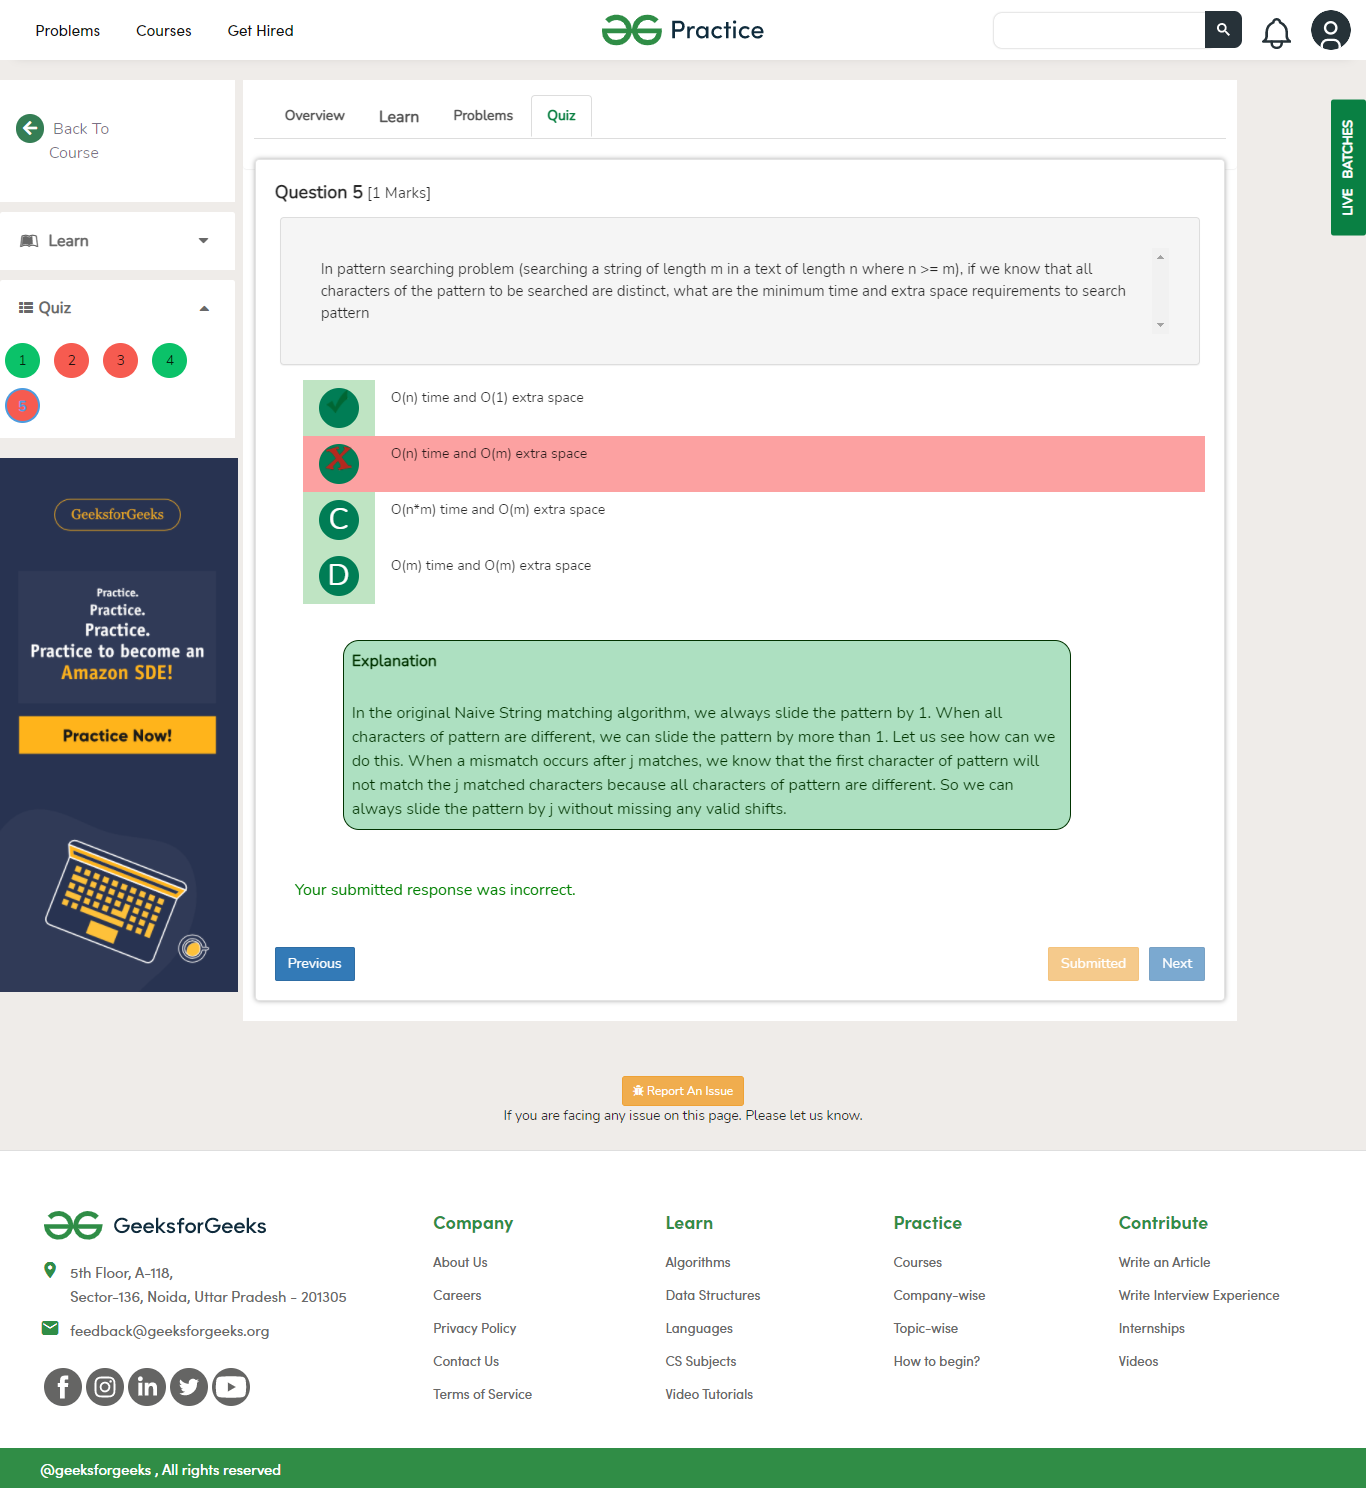 Problems
Courses
Get Hired
Practice
Back To
Course
Learn
Quiz
1
2
3
4
5
GeeksforGeeks
Practice.
Practice.
Practice.
Practice to become an
Amazon SDE!
Practice Now!
Overview
Learn
Problems
Quiz
LIVE BATCHES
Question 5 [1 Marks]
In pattern searching problem (searching a string of length m in a text of length n where n >= m), if we know that all
characters of the pattern to be searched are distinct, what are the minimum time and extra space requirements to search
pattern
O(n) time and O(1) extra space
X
O(n) time and O(m) extra space
C
O(n*m) time and O(m) extra space
D
O(m) time and O(m) extra space
Explanation
In the original Naive String matching algorithm, we always slide the pattern by 1. When all
characters of pattern are different, we can slide the pattern by more than 1. Let us see how can we
do this. When a mismatch occurs after j matches, we know that the first character of pattern will
not match the j matched characters because all characters of pattern are different. So we can
always slide the pattern by j without missing any valid shifts.
Your submitted response was incorrect.
Previous
Submitted
Next
Report An Issue
If you are facing any issue on this page. Please let us know.
GeeksforGeeks
5th Floor, A-118,
Sector-136, Noida, Uttar Pradesh - 201305
feedback@geeksforgeeks.org
Company
About Us
Careers
Privacy Policy
Contact Us
Terms of Service
Learn
Algorithms
Data Structures
Languages
CS Subjects
Video Tutorials
Practice
Courses
Company-wise
Topic-wise
How to begin?
Contribute
Write an Article
Write Interview Experience
Internships
Videos
@geeksforgeeks , All rights reserved